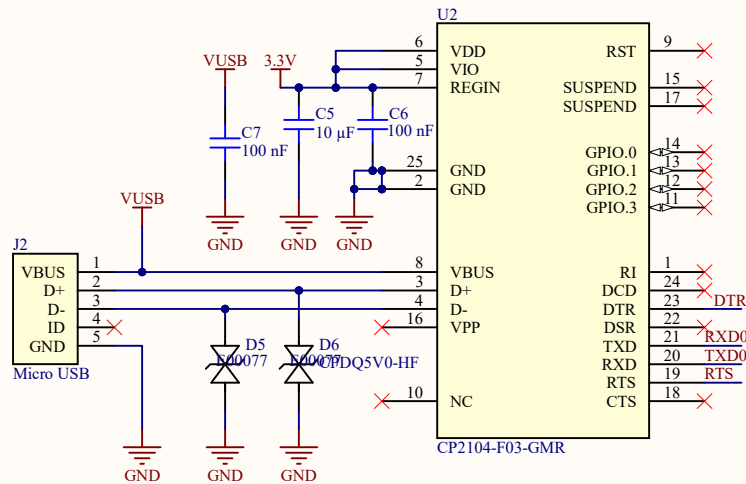 U2
VUSB
3.3V
6 VDD
5 VIO
7 REGIN
RST 9
SUSPEND 15
SUSPEND 17
C7
100 nF
C5
10 µF
C6
100 nF
GPIO.0 14
GPIO.1 13
GPIO.2 12
GPIO.3 11
25 GND
2 GND
VUSB
GND
GND
GND
J2
VBUS 1
D+ 2
D- 3
ID 4
GND 5
Micro USB
8 VBUS
3 D+
4 D-
16 VPP
10 NC
RI 1
DCD 24
DTR 23 DTR
DSR 22
TXD 21 RXD0
RXD 20 TXD0
RTS 19 RTS
CTS 18
D5
D6
CPDQ5V0-HF
GND
GND
GND
CP2104-F03-GMR